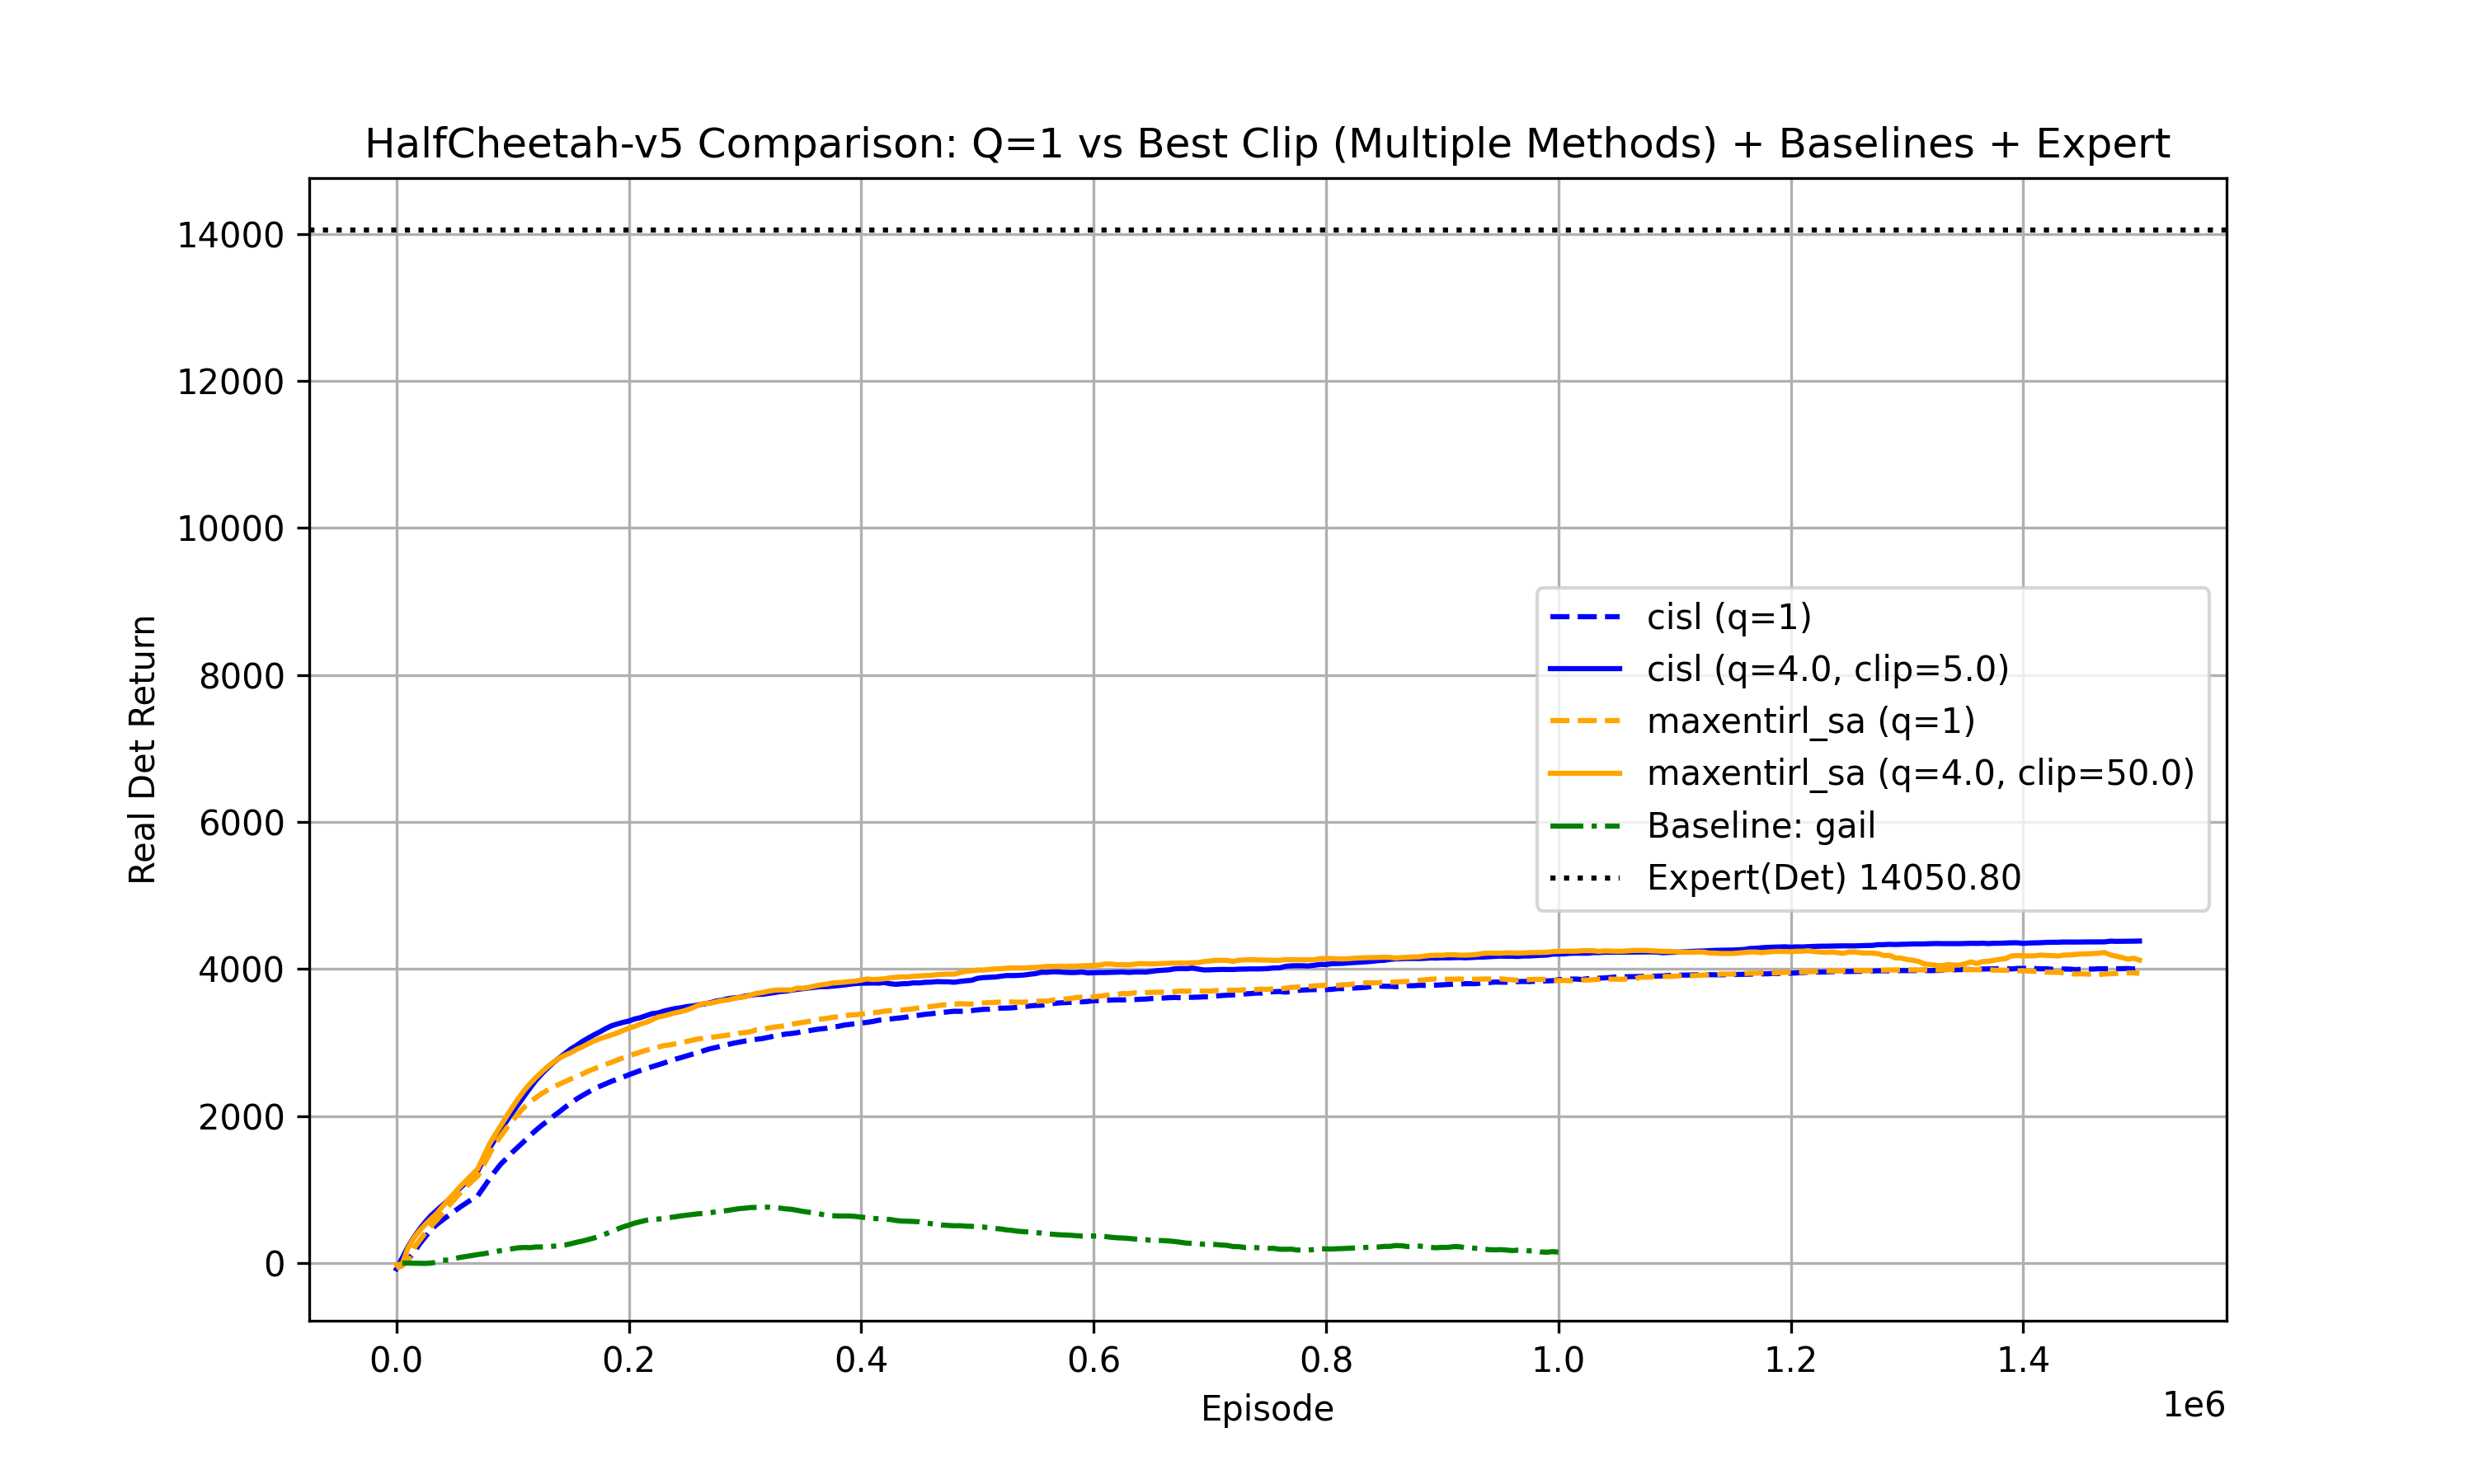 HalfCheetah-v5 Comparison: Q=1 vs Best Clip (Multiple Methods) + Baselines + Expert
Real Det Return
14000
12000
10000
8000
6000
4000
2000
0
cisl (q=1)
cisl (q=4.0, clip=5.0)
maxentirl_sa (q=1)
maxentirl_sa (q=4.0, clip=50.0)
Baseline: gail
Expert(Det) 14050.80
0.0 0.2 0.4 0.6 0.8 1.0 1.2 1.4
1e6
Episode